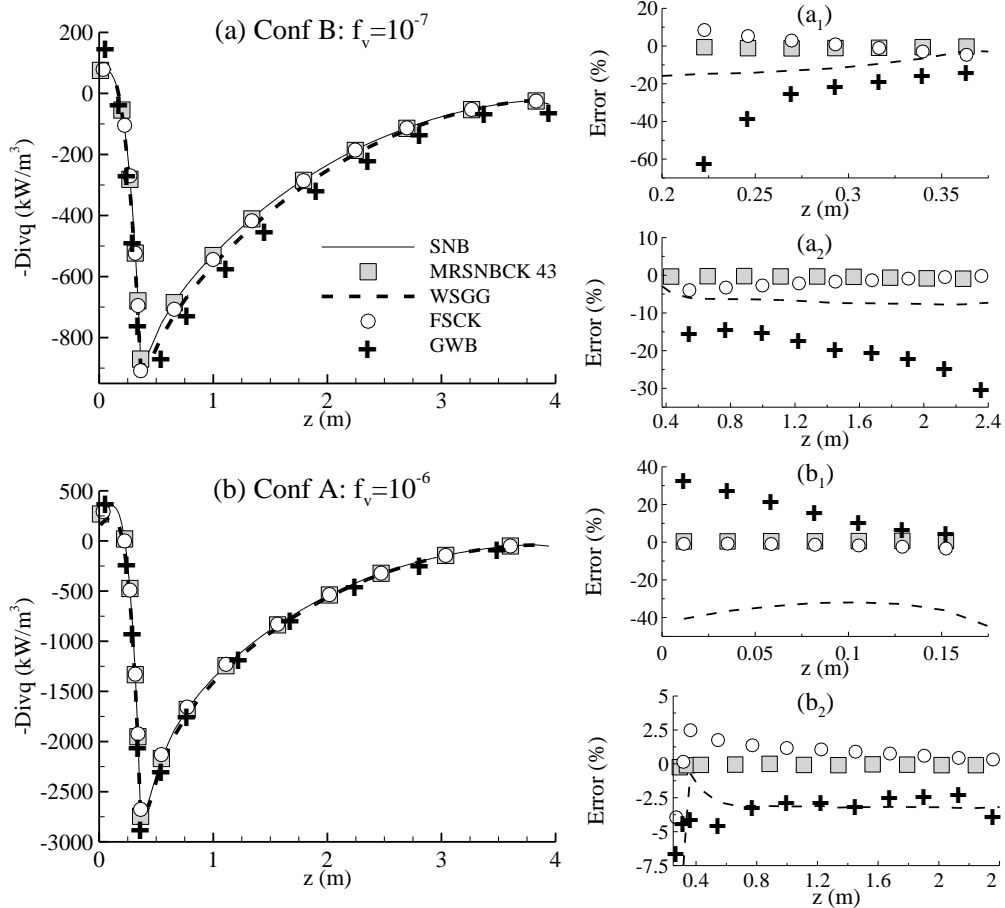 (a) Conf B: f_v=10^-7
-Divq (kW/m^3)
200
0
-200
-400
-600
-800
0
1
2
3
4
z (m)
SNB
MRSNBCK 43
WSGG
FSCK
GWB
(a_1)
Error (%)
20
0
-20
-40
-60
0.2
0.25
0.3
0.35
z (m)
(a_2)
Error (%)
10
0
-10
-20
-30
0.4
0.8
1.2
1.6
2
2.4
z (m)
(b) Conf A: f_v=10^-6
-Divq (kW/m^3)
500
0
-500
-1000
-1500
-2000
-2500
-3000
0
1
2
3
4
z (m)
(b_1)
Error (%)
40
20
0
-20
-40
0
0.05
0.1
0.15
z (m)
(b_2)
Error (%)
5
2.5
0
-2.5
-5
-7.5
0.4
0.8
1.2
1.6
2
2
z (m)